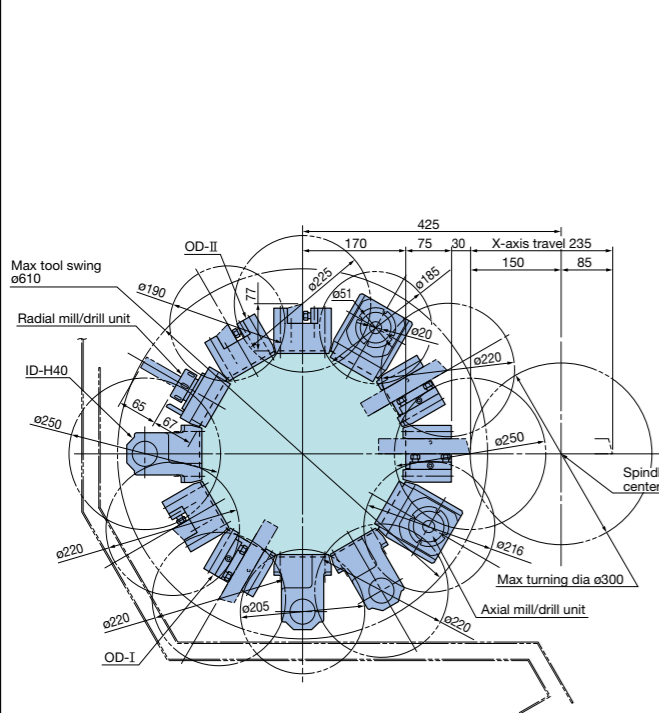 425
170 75 30 X-axis travel 235
150 85
OD-II
Max tool swing
ø610
ø190
77
ø225
ø51
ø185
ø20
Radial mill/drill unit
ø220
ID-H40
65
67
ø250
ø250
Spindl
center
ø220
ø216
Max turning dia ø300
ø220
ø205
ø220
Axial mill/drill unit
OD-I